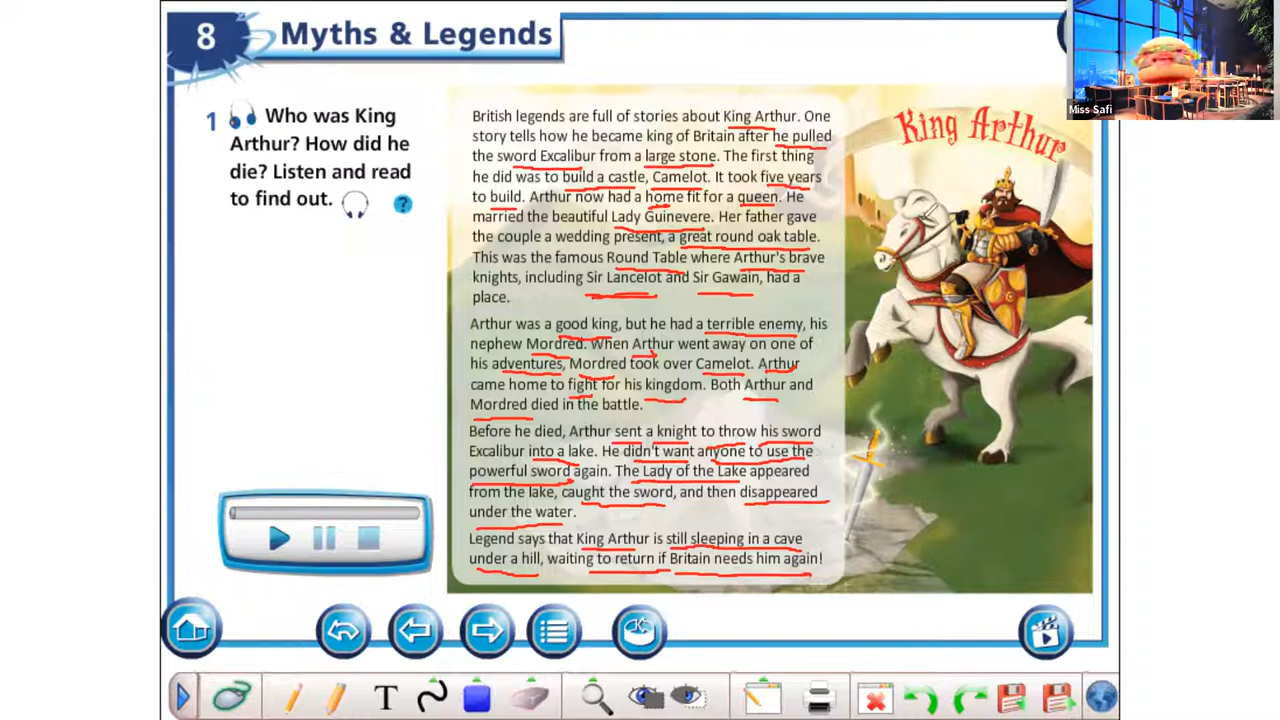 8 Myths & Legends
Miss Safi
1 Who was King
Arthur? How did he
die? Listen and read
to find out. ?
British legends are full of stories about King Arthur. One
story tells how he became king of Britain after he pulled
the sword Excalibur from a large stone. The first thing
he did was to build a castle, Camelot. It took five years
to build. Arthur now had a home fit for a queen. He
married the beautiful Lady Guinevere. Her father gave
the couple a wedding present, a great round oak table.
This was the famous Round Table where Arthur's brave
knights, including Sir Lancelot and Sir Gawain, had a
place.
Arthur was a good king, but he had a terrible enemy, his
nephew Mordred. When Arthur went away on one of
his adventures, Mordred took over Camelot. Arthur
came home to fight for his kingdom. Both Arthur and
Mordred died in the battle.
Before he died, Arthur sent a knight to throw his sword
Excalibur into a lake. He didn't want anyone to use the
powerful sword again. The Lady of the Lake appeared
from the lake, caught the sword, and then disappeared
under the water.
Legend says that King Arthur is still sleeping in a cave
under a hill, waiting to return if Britain needs him again!
King Arthur
K
T